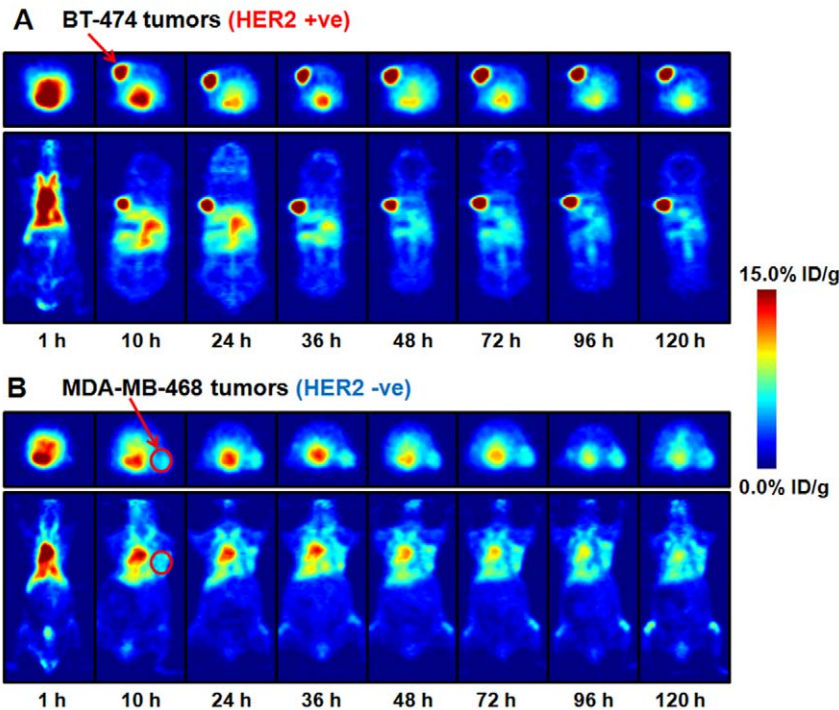 A BT-474 tumors (HER2 +ve)
1 h 10 h 24 h 36 h 48 h 72 h 96 h 120 h
15.0% ID/g
0.0% ID/g
B MDA-MB-468 tumors (HER2 -ve)
1 h 10 h 24 h 36 h 48 h 72 h 96 h 120 h